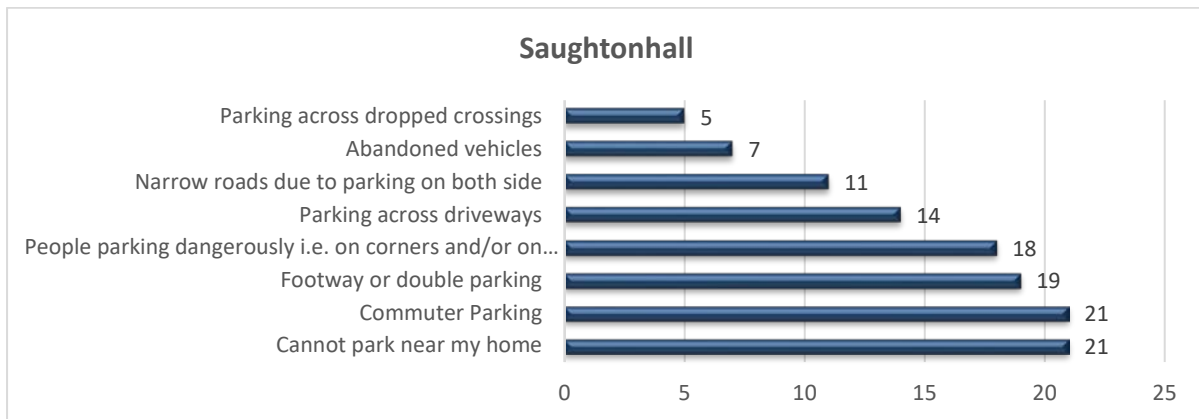 Saughtonhall
Parking across dropped crossings 5
Abandoned vehicles 7
Narrow roads due to parking on both side 11
Parking across driveways 14
People parking dangerously i.e. on corners and/or on... 18
Footway or double parking 19
Commuter Parking 21
Cannot park near my home 21
0 5 10 15 20 25